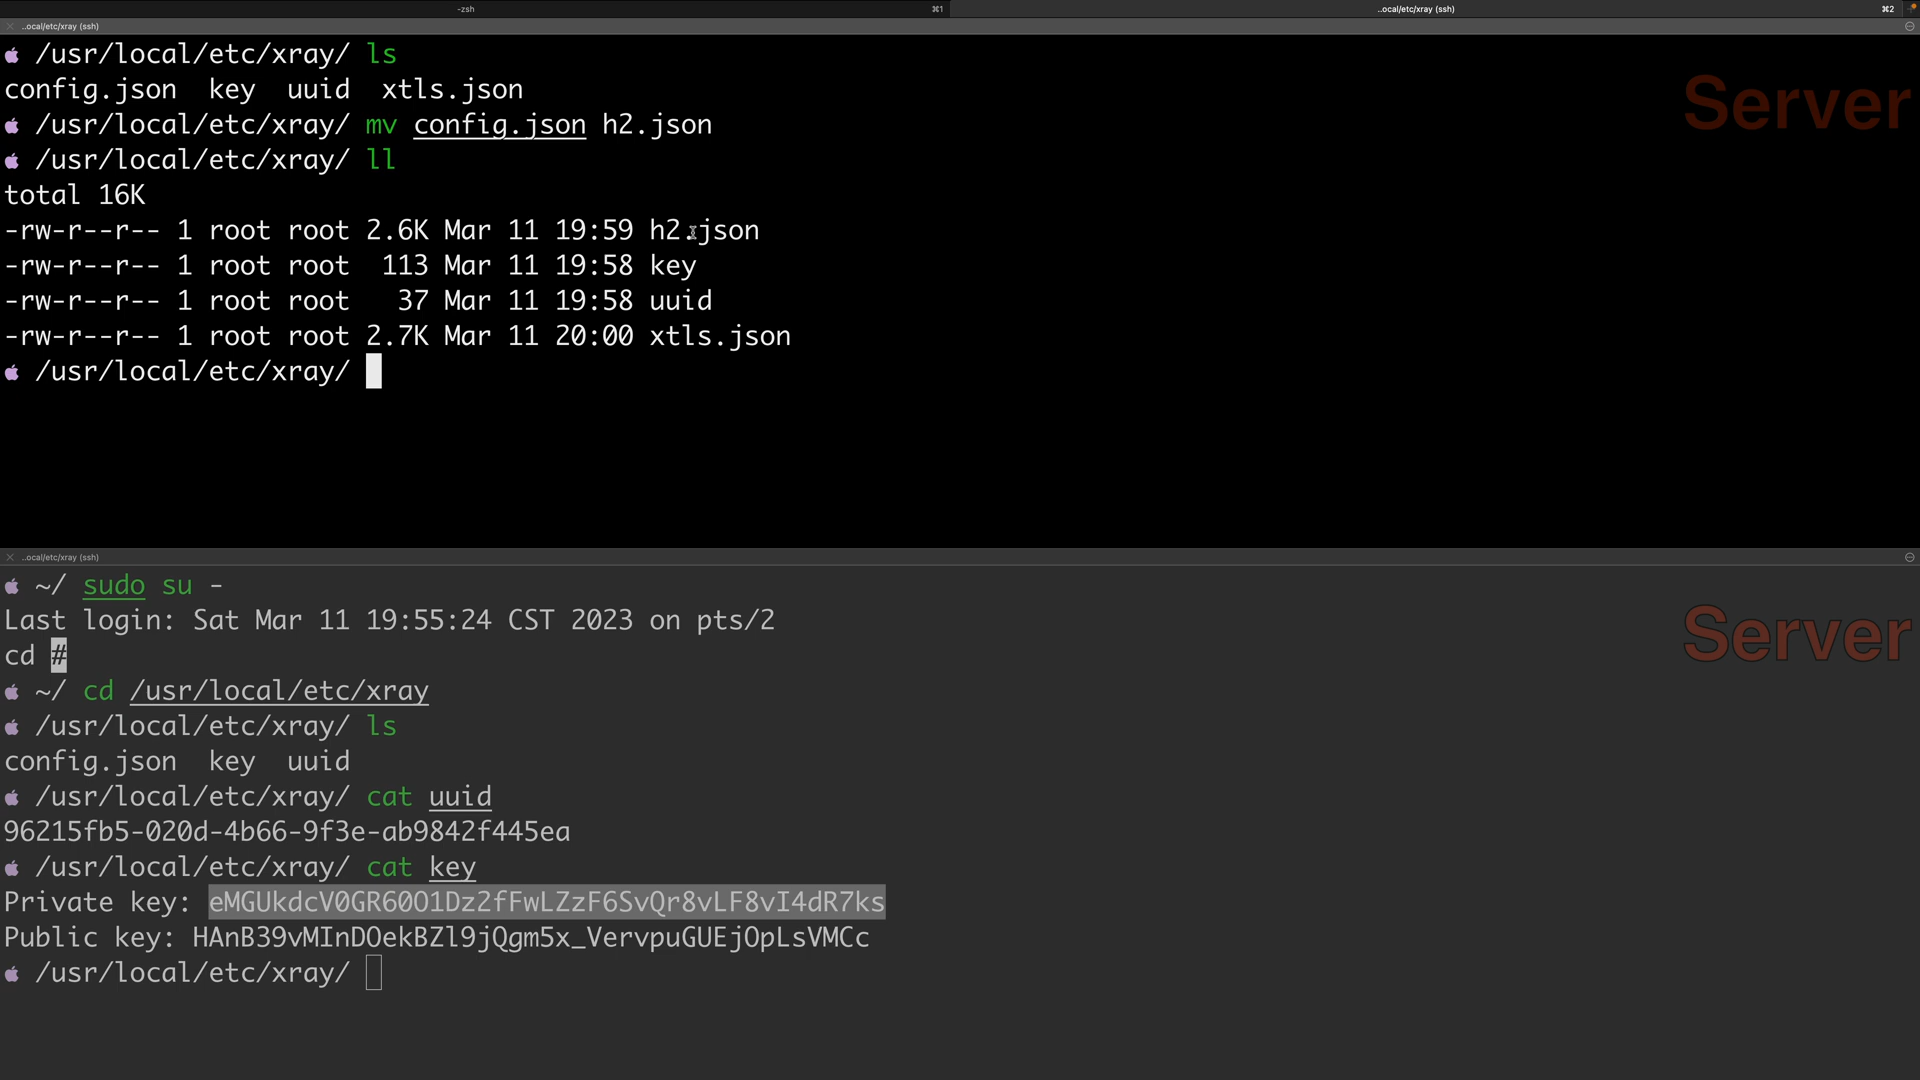 -zsh ⌘1 ..ocal/etc/xray (ssh) ⌘2
..ocal/etc/xray (ssh)
/usr/local/etc/xray/ ls
config.json key uuid xtls.json
/usr/local/etc/xray/ mv config.json h2.json
/usr/local/etc/xray/ ll
total 16K
-rw-r--r-- 1 root root 2.6K Mar 11 19:59 h2.json
-rw-r--r-- 1 root root 113 Mar 11 19:58 key
-rw-r--r-- 1 root root 37 Mar 11 19:58 uuid
-rw-r--r-- 1 root root 2.7K Mar 11 20:00 xtls.json
/usr/local/etc/xray/
Server
..ocal/etc/xray (ssh)
~/ sudo su -
Last login: Sat Mar 11 19:55:24 CST 2023 on pts/2
cd #
~/ cd /usr/local/etc/xray
/usr/local/etc/xray/ ls
config.json key uuid
/usr/local/etc/xray/ cat uuid
96215fb5-020d-4b66-9f3e-ab9842f445ea
/usr/local/etc/xray/ cat key
Private key: eMGUkdcV0GR60O1Dz2fFwLZzF6SvQr8vLF8vI4dR7ks
Public key: HAnB39vMInDOekBZl9jQgm5x_VervpuGUEjOpLsVMCc
/usr/local/etc/xray/
Server